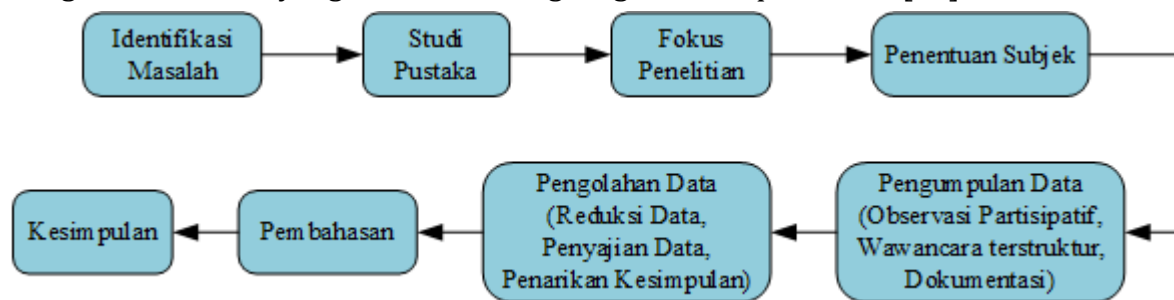 Identifikasi
Masalah
Studi
Pustaka
Fokus
Penelitian
Penentuan Subjek
Pengumpulan Data
(Observasi Partisipatif,
Wawancara terstruktur,
Dokumentasi)
Pengolahan Data
(Reduksi Data,
Penyajian Data,
Penarikan Kesimpulan)
Pembahasan
Kesimpulan